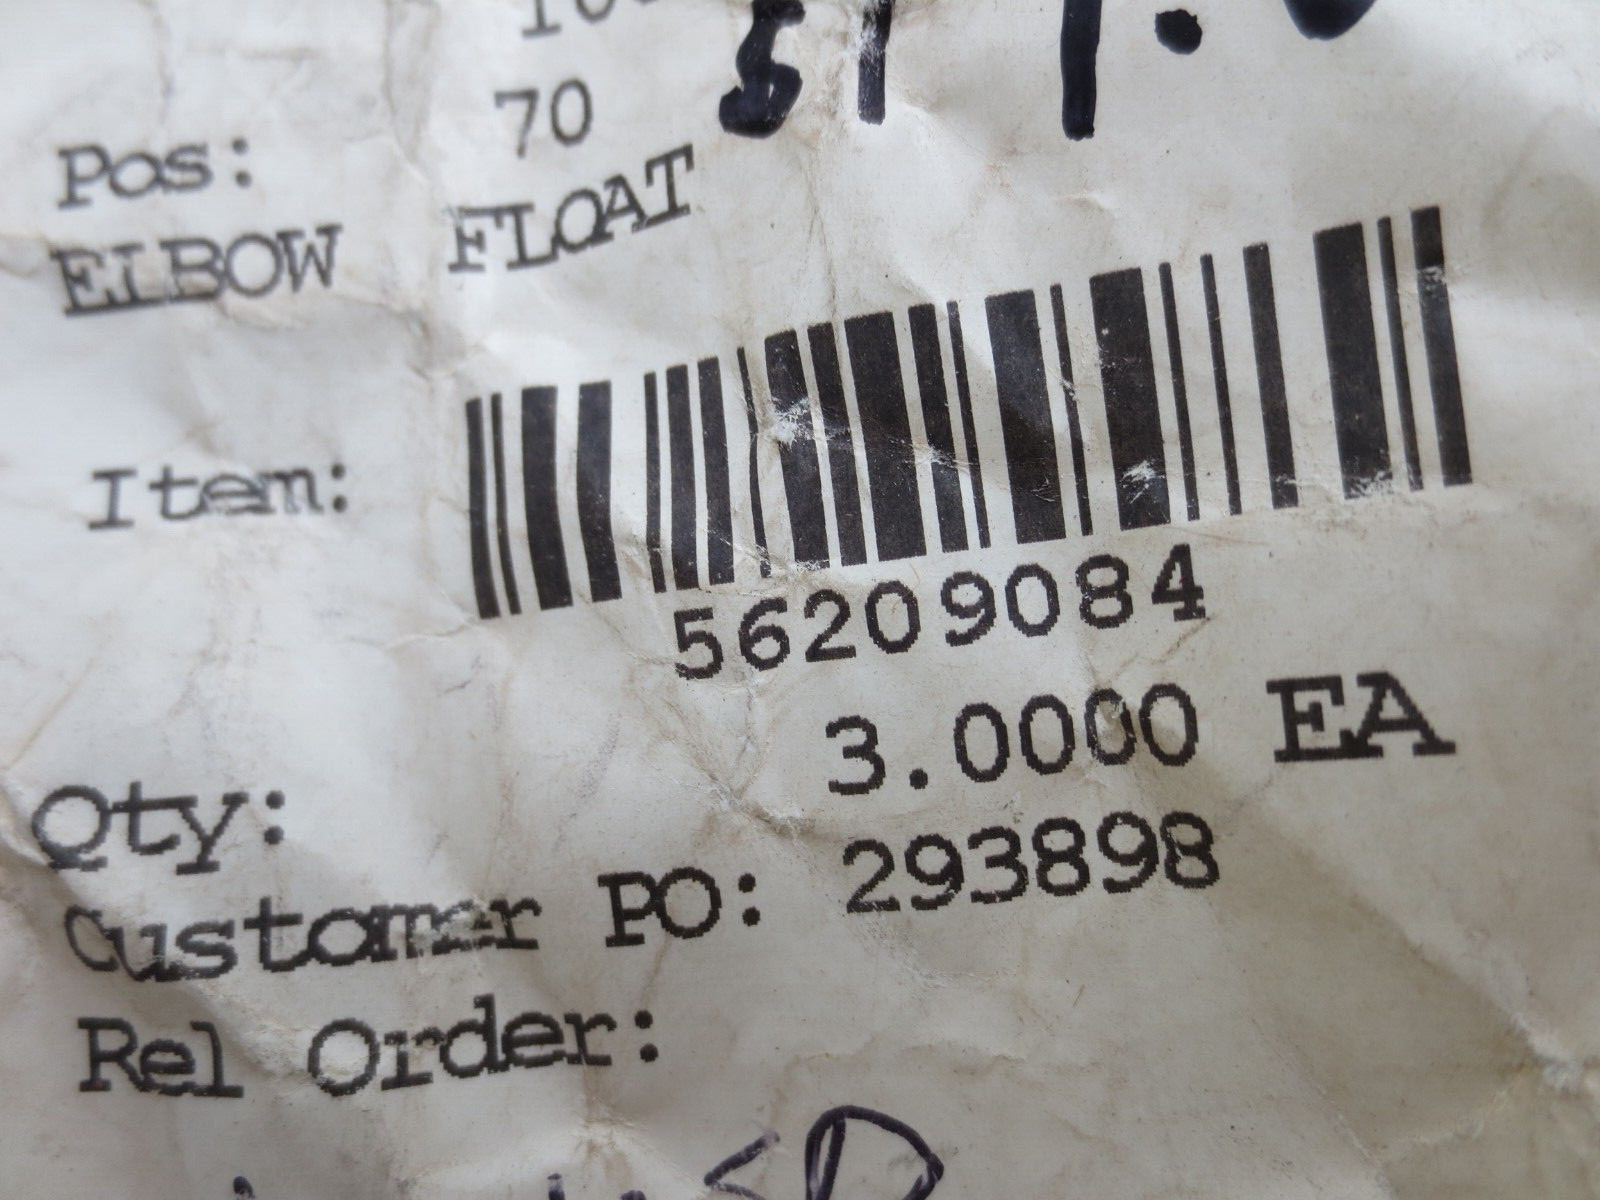 Pos: 70
ELBOW FLOAT
Item:
56209084
Qty: 3.0000 EA
Customer PO: 293898
Rel Order: